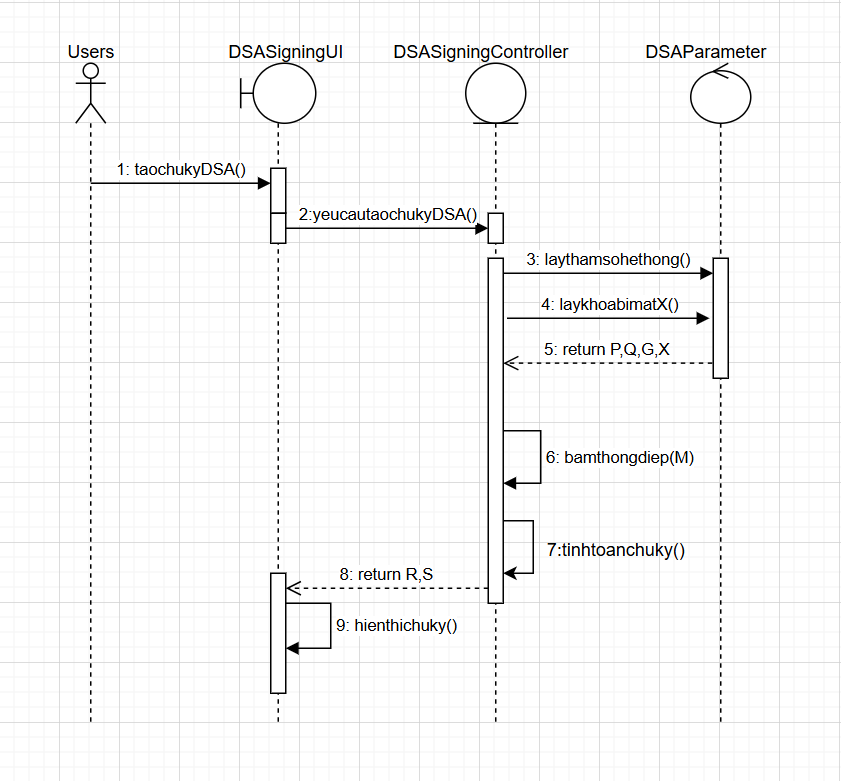 Users
DSASigningUI
DSASigningController
DSAParameter
1: taochukyDSA()
2:yeucautaochukyDSA()
3: laythamsohethong()
4: laykhoabimatX()
5: return P,Q,G,X
6: bamthongdiep(M)
7:tinhtoanchuky()
8: return R,S
9: hienthichuky()